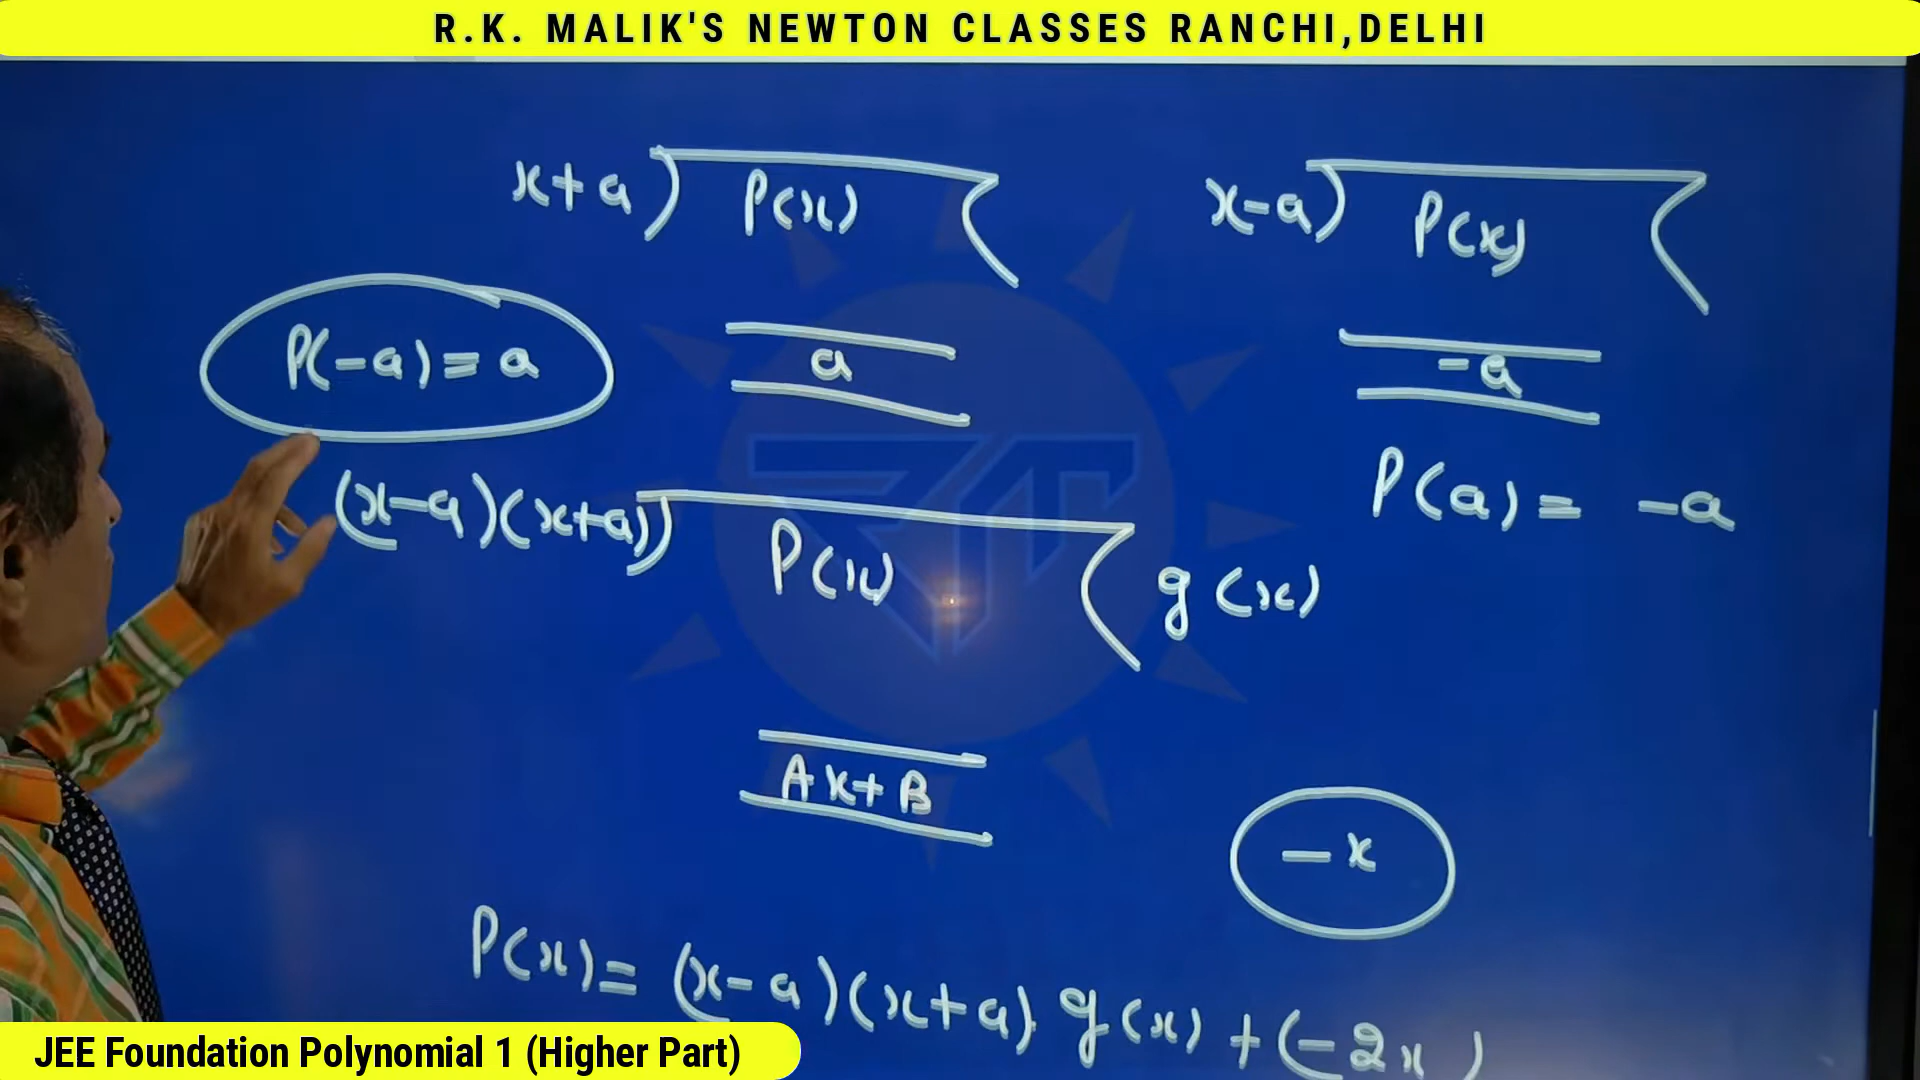 R.K. MALIK'S NEWTON CLASSES RANCHI,DELHI
x+a) P(x) (
x-a) P(x) (
P(-a) = a
a
-a
P(a) = -a
(x-a)(x+a)) P(x) ( g(x)
Ax+B
-x
P(x) = (x-a)(x+a) g(x) + (-2x)
JEE Foundation Polynomial 1 (Higher Part)